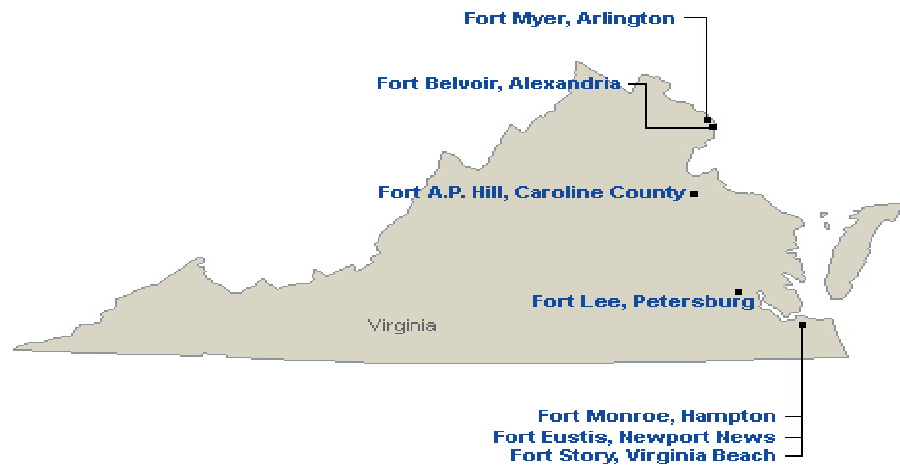 Fort Myer, Arlington
Fort Belvoir, Alexandria
Fort A.P. Hill, Caroline County
Fort Lee, Petersburg
Virginia
Fort Monroe, Hampton
Fort Eustis, Newport News
Fort Story, Virginia Beach